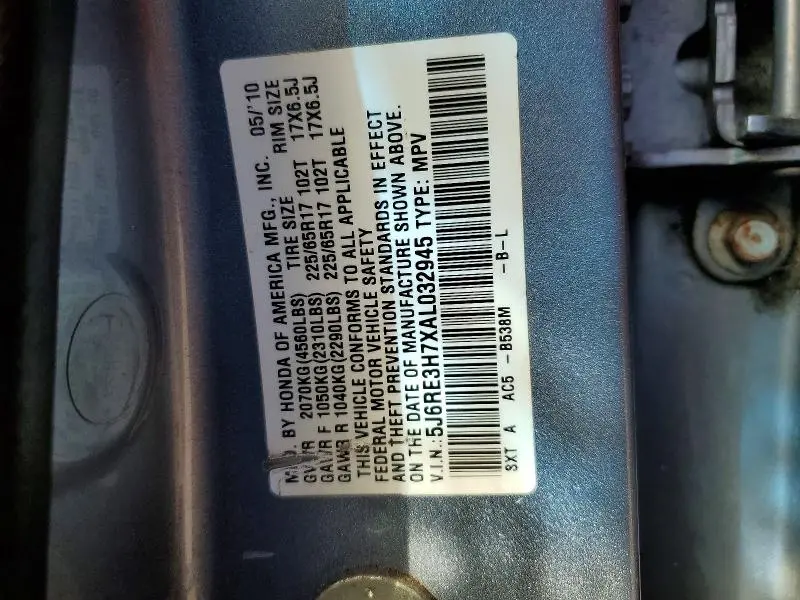 MFD. BY HONDA OF AMERICA MFG., INC. 05/'10
GVWR 2070KG(4560LBS) TIRE SIZE RIM SIZE
GAWR F 1050KG(2310LBS) 225/65R17 102T 17X6.5J
GAWR R 1040KG(2290LBS) 225/65R17 102T 17X6.5J
THIS VEHICLE CONFORMS TO ALL APPLICABLE
FEDERAL MOTOR VEHICLE SAFETY
AND THEFT PREVENTION STANDARDS IN EFFECT
ON THE DATE OF MANUFACTURE SHOWN ABOVE.
V.I.N.:5J6RE3H7XAL032945 TYPE: MPV
SXT A AC5 -B538M -B-L